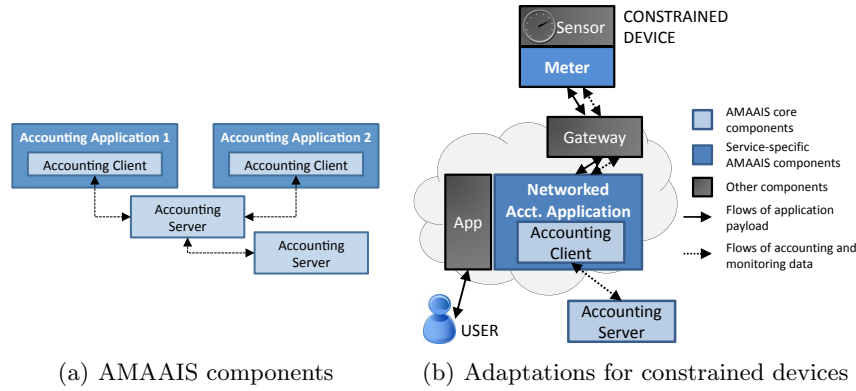 Accounting Application 1
Accounting Client
Accounting Application 2
Accounting Client
Accounting
Server
Accounting
Server
(a) AMAAIS components
Sensor
CONSTRAINED
DEVICE
Meter
Gateway
App
Networked
Acct. Application
Accounting
Client
USER
Accounting
Server
AMAAIS core
components
Service-specific
AMAAIS components
Other components
Flows of application
payload
Flows of accounting and
monitoring data
(b) Adaptations for constrained devices